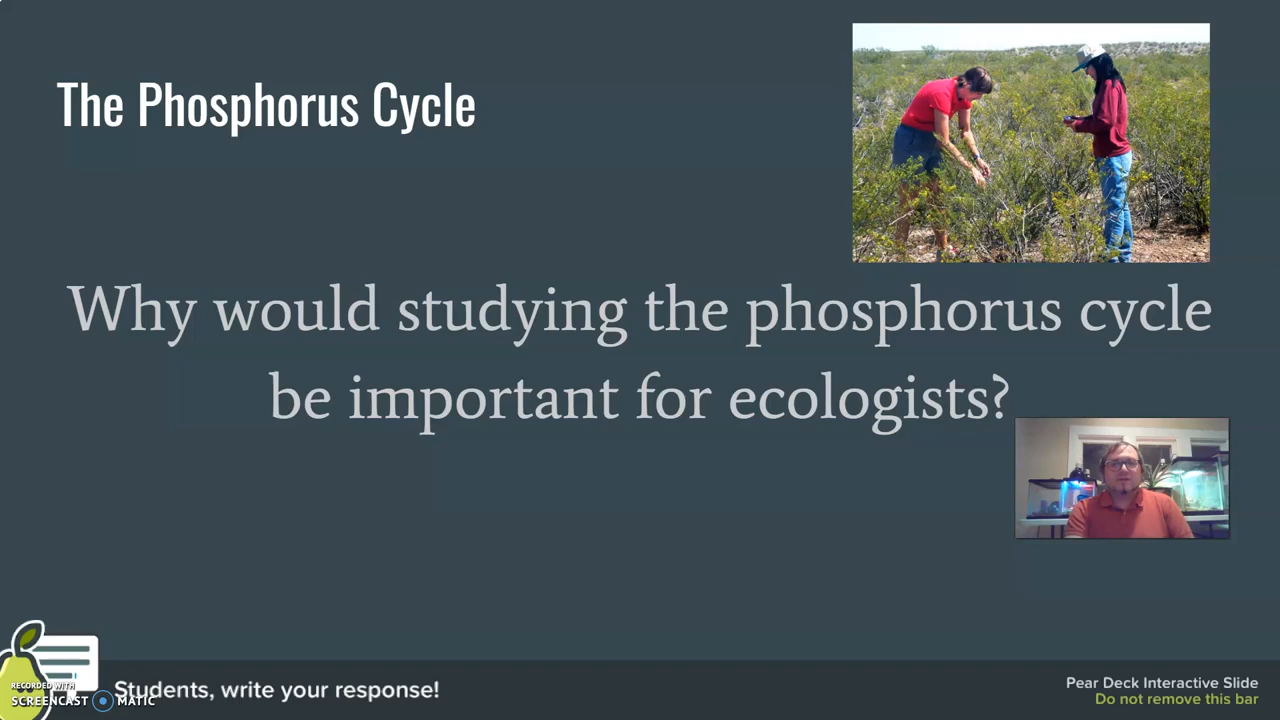 The Phosphorus Cycle
Why would studying the phosphorus cycle
be important for ecologists?
Students, write your response!
RECORDED WITH
SCREENCAST MATIC
Pear Deck Interactive Slide
Do not remove this bar